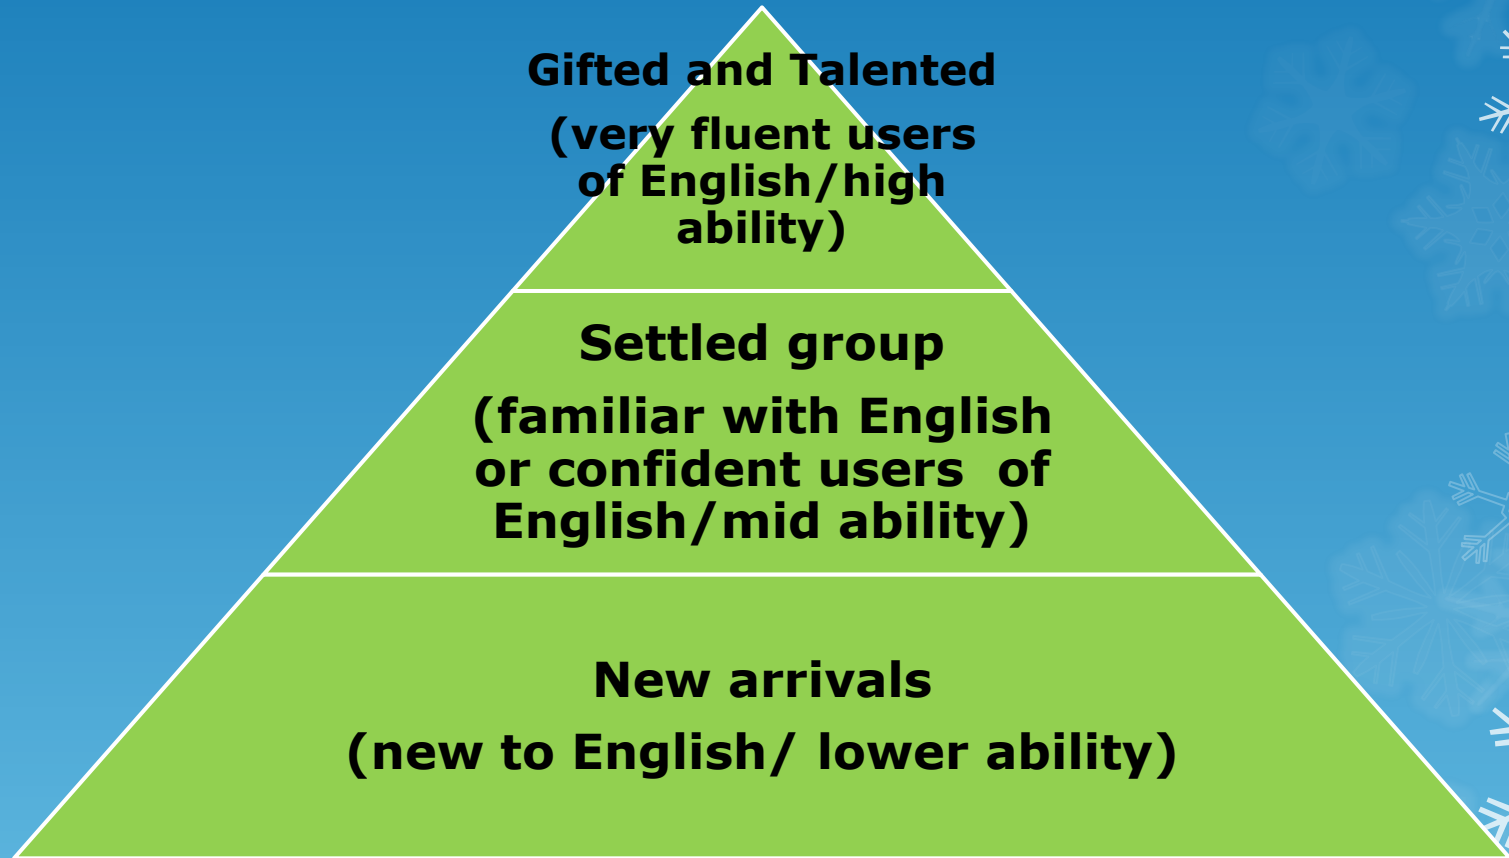 Gifted and Talented
(very fluent users
of English/high
ability)
Settled group
(familiar with English
or confident users  of
English/mid ability)
New arrivals
(new to English/ lower ability)